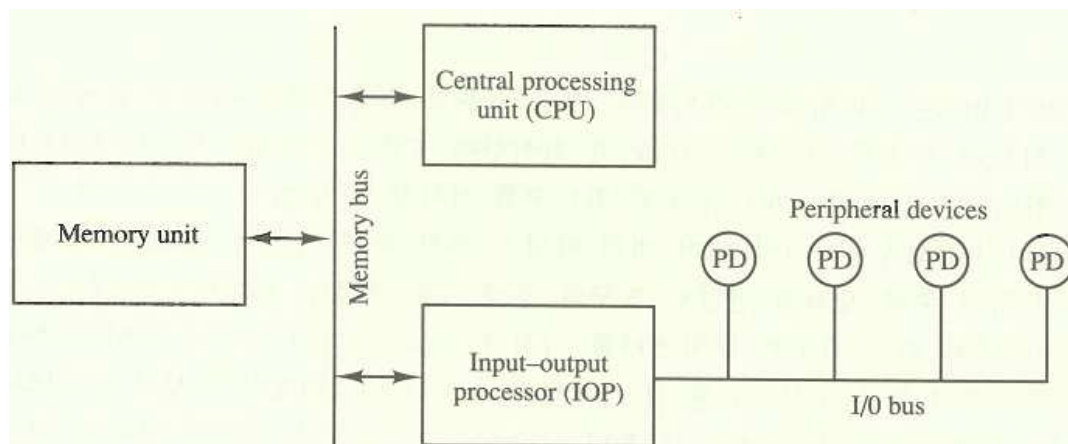 Central processing
unit (CPU)
Memory bus
Memory unit
Peripheral devices
PD
PD
PD
PD
Input–output
processor (IOP)
I/0 bus